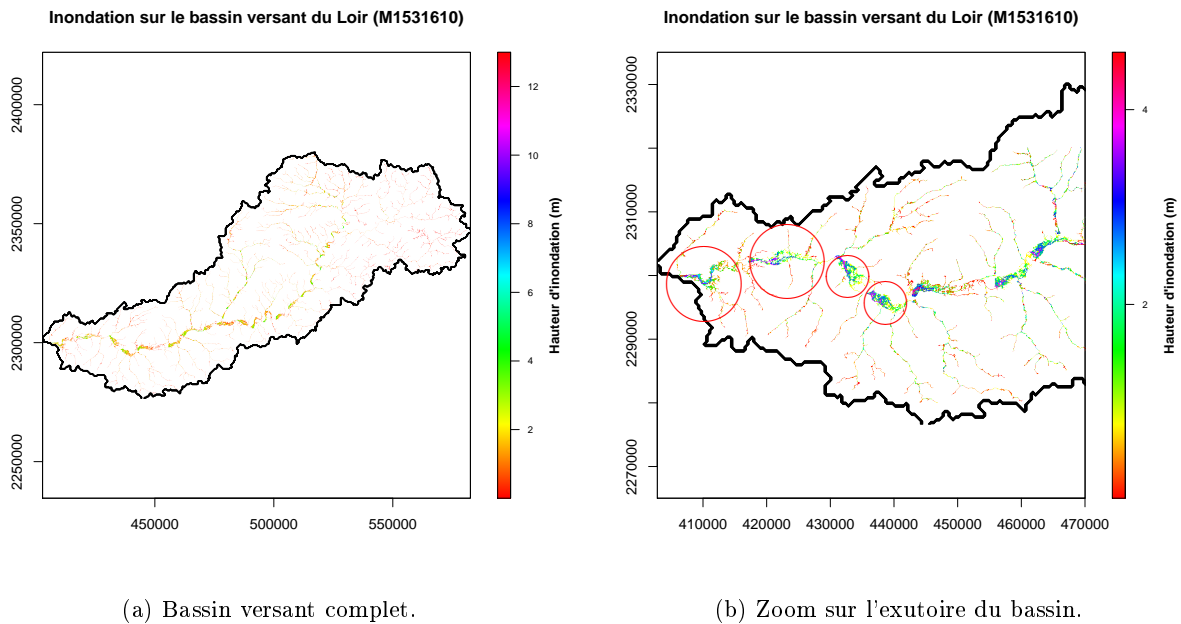 Inondation sur le bassin versant du Loir (M1531610)
2400000
2350000
2300000
2250000
450000 500000 550000
12
10
8
6
4
2
Hauteur d'inondation (m)
(a) Bassin versant complet.
Inondation sur le bassin versant du Loir (M1531610)
2330000
2310000
2290000
2270000
410000 420000 430000 440000 450000 460000 470000
4
2
Hauteur d'inondation (m)
(b) Zoom sur l'exutoire du bassin.